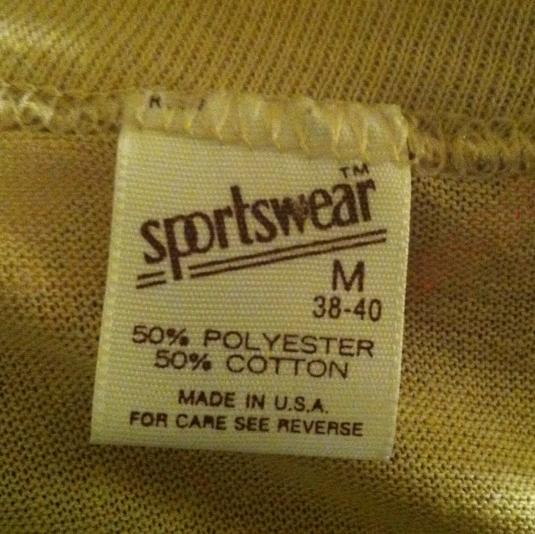 sportswear™
M
38-40
50% POLYESTER
50% COTTON
MADE IN U.S.A.
FOR CARE SEE REVERSE